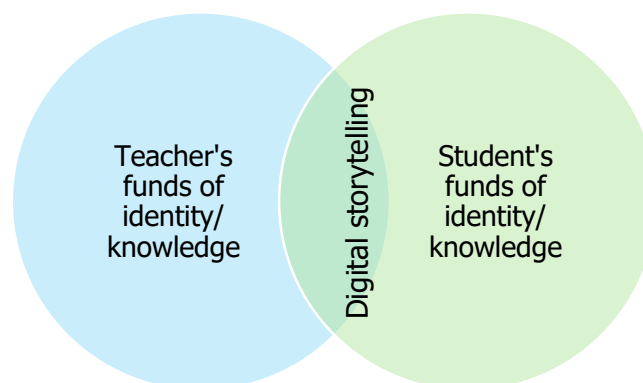 Teacher's
funds of
identity/
knowledge
Digital storytelling
Student's
funds of
identity/
knowledge